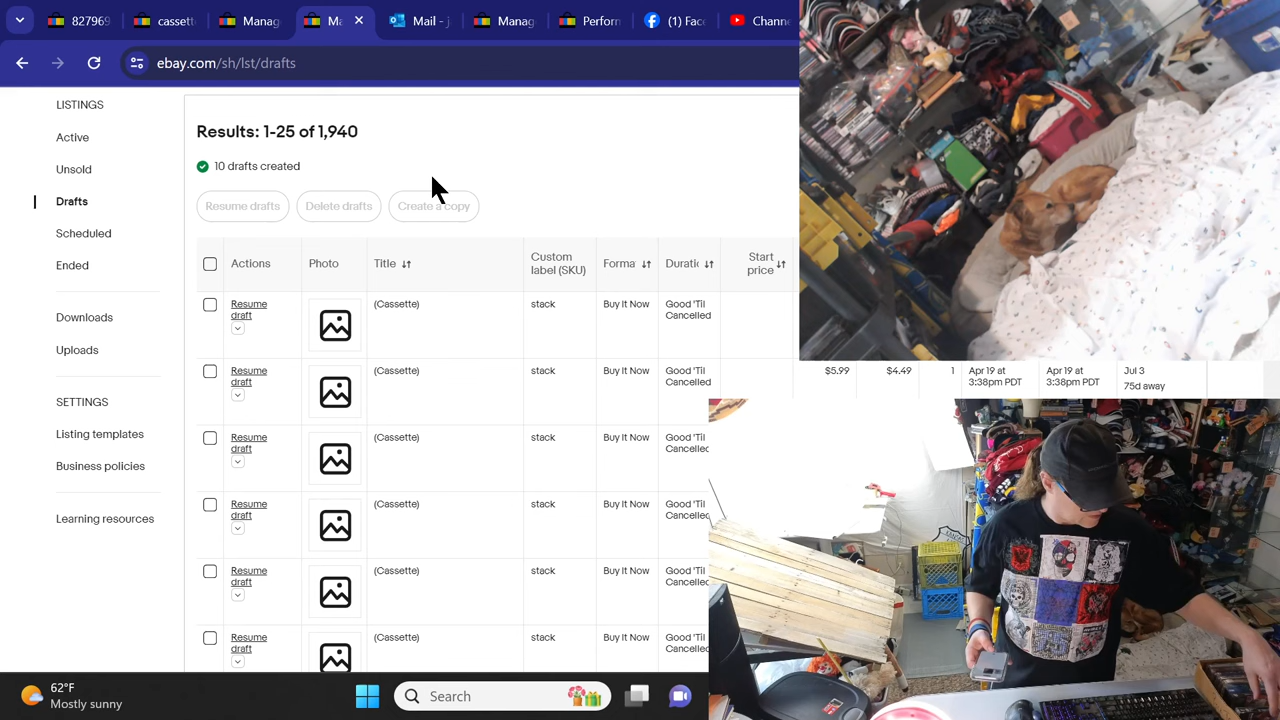 827969
cassett
Manag
Ma
Mail - j
Manag
Perform
(1) Fac
Chann
ebay.com/sh/lst/drafts
LISTINGS
Active
Unsold
Drafts
Scheduled
Ended
Downloads
Uploads
SETTINGS
Listing templates
Business policies
Learning resources
Results: 1-25 of 1,940
10 drafts created
Resume drafts
Delete drafts
Create a copy
Actions
Photo
Title
Custom label (SKU)
Forma
Durati
Start price
Resume draft
(Cassette)
stack
Buy It Now
Good 'Til Cancelled
Resume draft
(Cassette)
stack
Buy It Now
Good 'Til Cancelled
$5.99
$4.49
1
Apr 19 at 3:38pm PDT
Apr 19 at 3:38pm PDT
Jul 3
75d away
Resume draft
(Cassette)
stack
Buy It Now
Good 'Til Cancelled
Resume draft
(Cassette)
stack
Buy It Now
Good 'Til Cancelled
Resume draft
(Cassette)
stack
Buy It Now
Good 'Til Cancelled
Resume draft
(Cassette)
stack
Buy It Now
Good 'Til Cancelled
62°F
Mostly sunny
Search